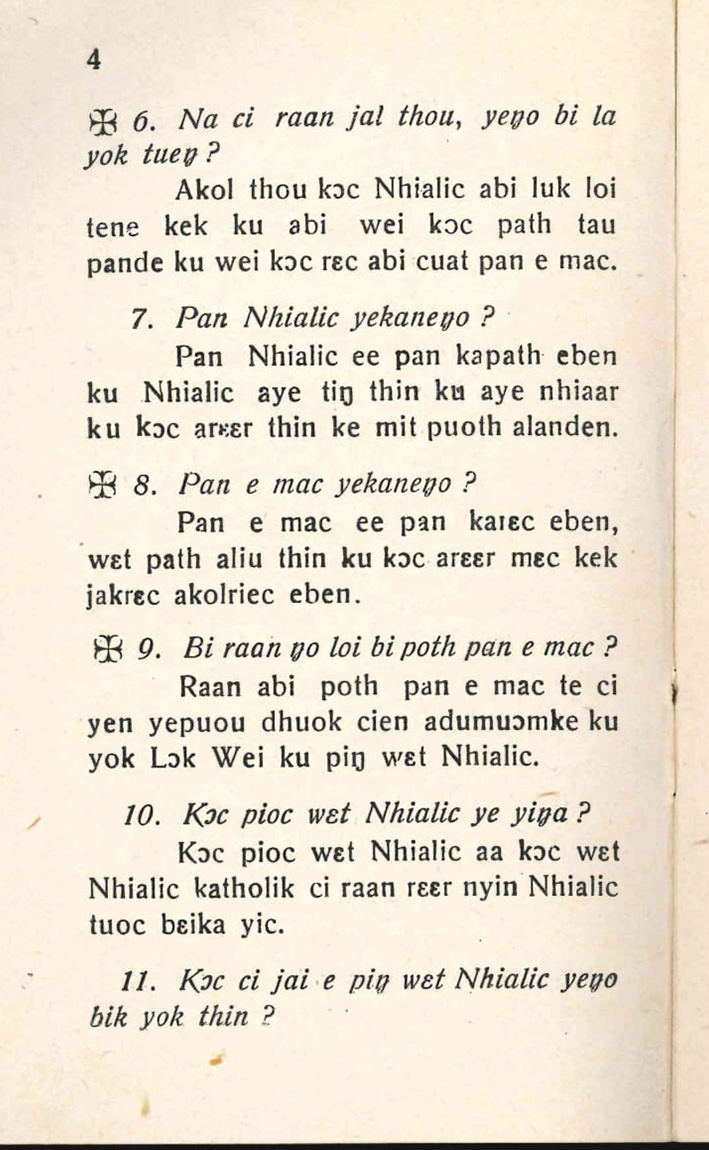 4
✠ 6. Na ci raan jal thou, yeŋo bi la
yok tueŋ ?
Akol thou kɔc Nhialic abi luk loi
tene kek ku abi wei kɔc path tau
pande ku wei kɔc rɛc abi cuat pan e mac.
7. Pan Nhialic yekaneŋo ?
Pan Nhialic ee pan kapath eben
ku Nhialic aye tiŋ thin ku aye nhiaar
ku kɔc arɛɛr thin ke mit puoth alanden.
✠ 8. Pan e mac yekaneŋo ?
Pan e mac ee pan karɛc eben,
wɛt path aliu thin ku kɔc arɛɛr mɛc kek
jakrɛc akolriec eben.
✠ 9. Bi raan ŋo loi bi poth pan e mac ?
Raan abi poth pan e mac te ci
yen yepuou dhuok cien adumuɔmke ku
yok Lɔk Wei ku piŋ wɛt Nhialic.
10. Kɔc pioc wɛt Nhialic ye yiŋa ?
Kɔc pioc wɛt Nhialic aa kɔc wɛt
Nhialic katholik ci raan rɛɛr nyin Nhialic
tuoc bɛika yic.
11. Kɔc ci jai e piŋ wɛt Nhialic yeŋo
bik yok thin ?